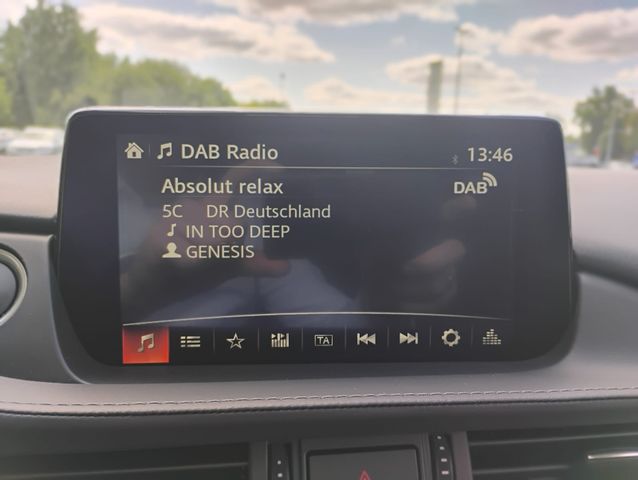 DAB Radio 13:46
Absolut relax DAB
5C DR Deutschland
IN TOO DEEP
GENESIS
TA